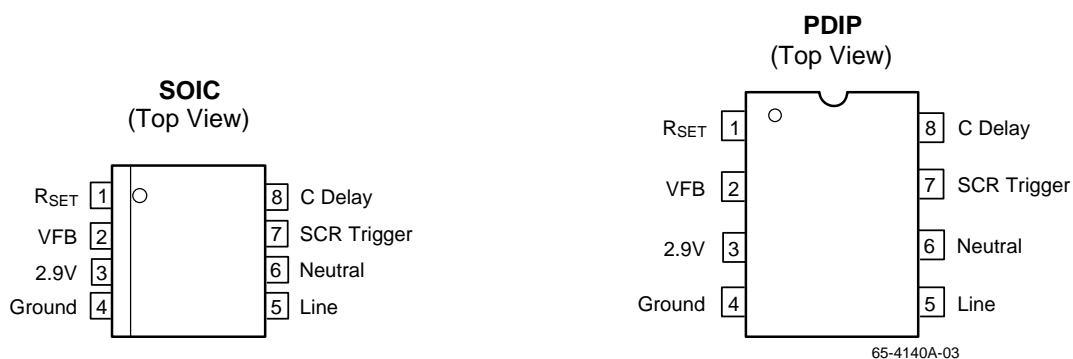 SOIC
(Top View)
RSET 1
VFB 2
2.9V 3
Ground 4
8 C Delay
7 SCR Trigger
6 Neutral
5 Line
PDIP
(Top View)
RSET 1
VFB 2
2.9V 3
Ground 4
8 C Delay
7 SCR Trigger
6 Neutral
5 Line
65-4140A-03